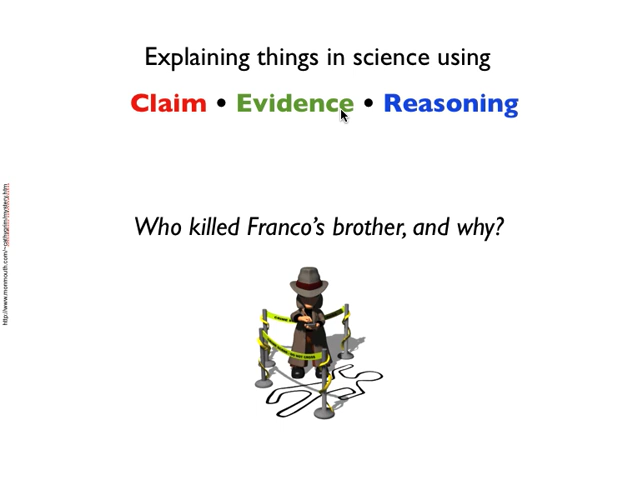 Explaining things in science using
Claim • Evidence • Reasoning
Who killed Franco's brother, and why?